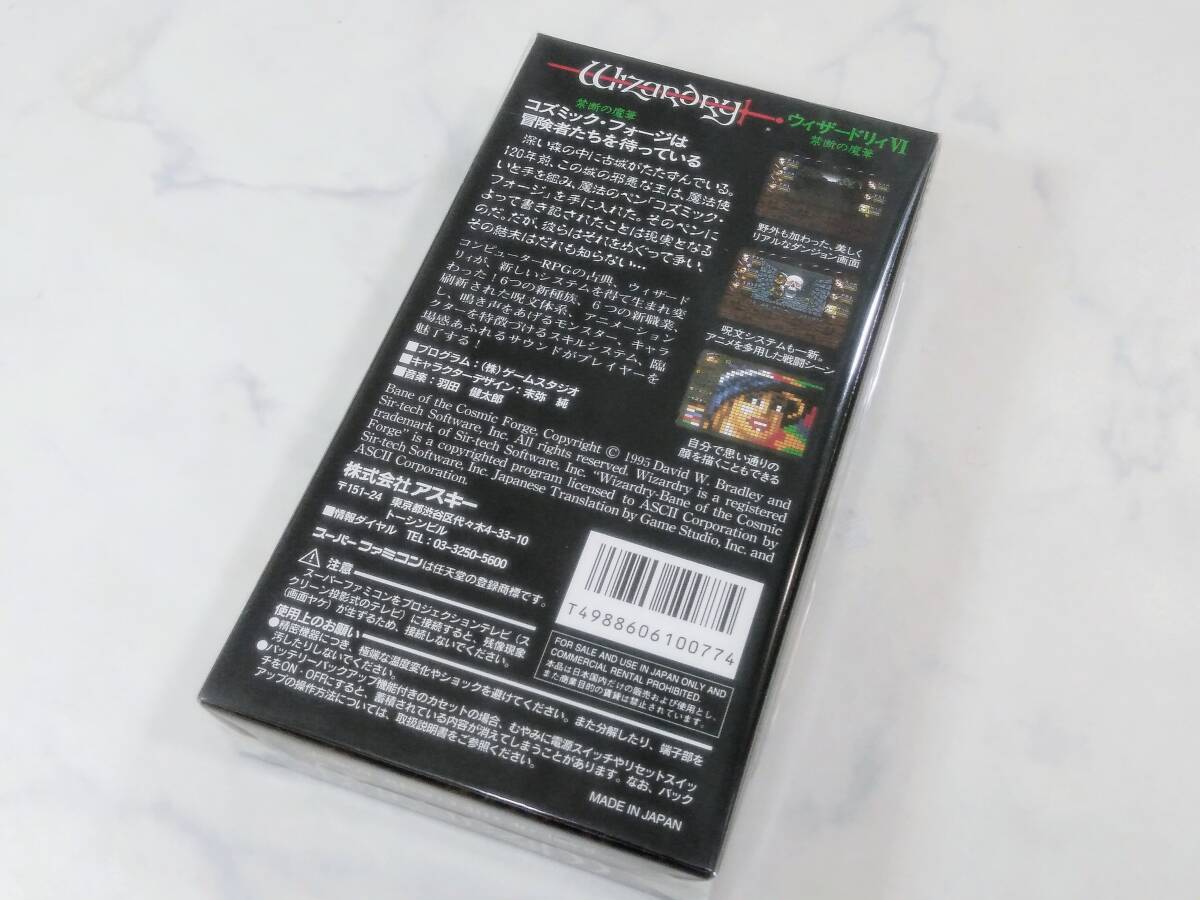 Wizardry
ウィザードリィVI
禁断の魔筆
禁断の魔筆
コズミック・フォージは
冒険者たちを待っている
深い森の中に古城がたたずんでいる。
120年前、この城の邪悪な王は、魔法使
いと手を組み、魔法のペン「コズミック・
フォージ」を手に入れた。そのペンに
よって書き記されたことは現実となる
のだ。だが、彼らはそれをめぐって争い、
その結末はだれも知らない…
コンピューターRPGの古典、ウィザード
リィが、新しいシステムを得て生まれ変
わった!6つの新種族、6つの新職業、
刷新された呪文体系、アニメーション
し、鳴き声をあげるモンスター、キャラ
クターを特徴づけるスキルシステム、臨
場感あふれるサウンドがプレイヤーを
魅了する!
■プログラム:(株)ゲームスタジオ
■キャラクターデザイン:末弥 純
■音楽:羽田 健太郎
野外も加わった、美しく
リアルなダンジョン画面
呪文システムも一新。
アニメを多用した戦闘シーン
自分で思い通りの
顔を描くこともできる
Bane of the Cosmic Forge, Copyright © 1995 David W. Bradley and
Sir-tech Software, Inc. All rights reserved. Wizardry is a registered
trademark of Sir-tech Software, Inc. "Wizardry-Bane of the Cosmic
Forge" is a copyrighted program licensed to ASCII Corporation by
Sir-tech Software, Inc. Japanese Translation by Game Studio, Inc. and
ASCII Corporation.
株式会社アスキー
〒151-24 東京都渋谷区代々木4-33-10
トーシンビル
■情報ダイヤル TEL:03-3250-5600
スーパーファミコンは任天堂の登録商標です。
注意
スーパーファミコンをプロジェクションテレビ(ス
クリーン投影式のテレビ)に接続すると、残像現象
(画面ヤケ)が生ずるため、接続しないでください。
T4988606100774
FOR SALE AND USE IN JAPAN ONLY AND
COMMERCIAL RENTAL PROHIBITED.
本品は日本国内だけの販売および使用とし、
また商業目的の賃貸は禁止されています。
使用上のお願い
●精密機器につき、極端な温度変化やショックを避けてください。また分解したり、端子部を
汚したりしないでください。
●バッテリーバックアップ機能付きのカセットの場合、むやみに電源スイッチやリセットスイッ
チをON・OFFにすると、蓄積されている内容が消えてしまうことがあります。なお、バック
アップの操作方法については、取扱説明書をご参照ください。
MADE IN JAPAN